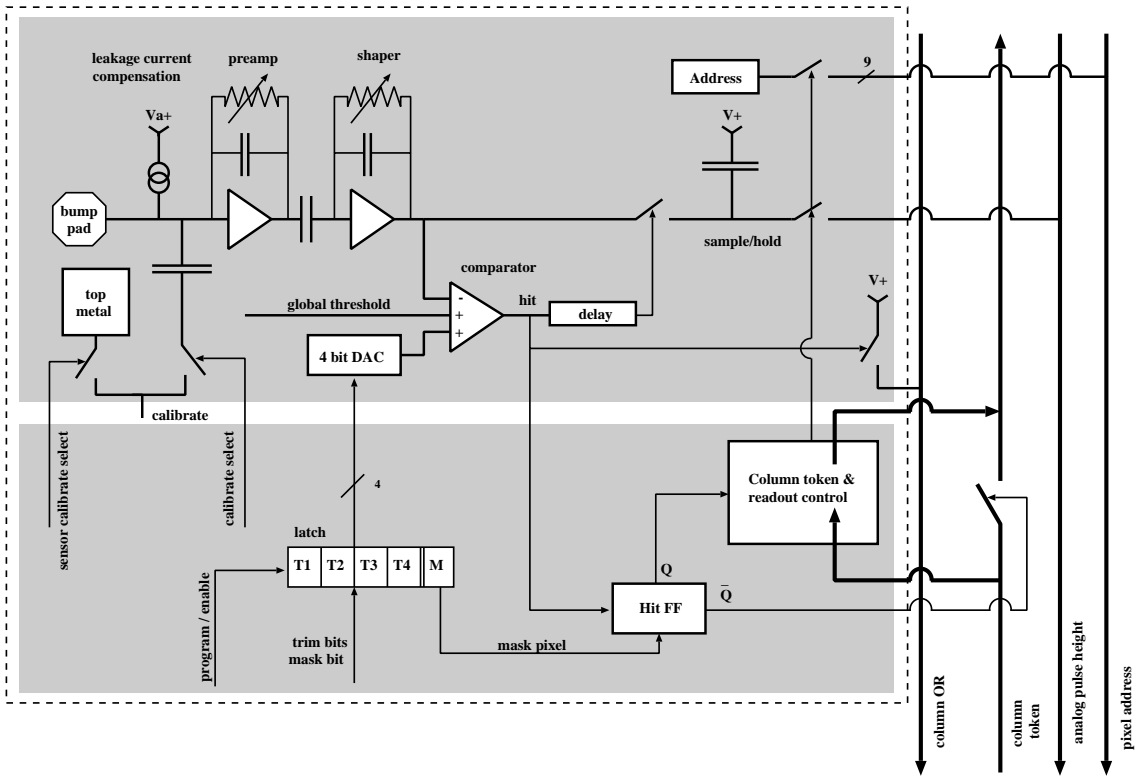 leakage current
compensation
preamp
shaper
Address
9
Va+
V+
bump
pad
sample/hold
top
metal
comparator
-
+
+
global threshold
hit
delay
V+
4 bit DAC
calibrate
sensor calibrate select
calibrate select
4
Column token &
readout control
latch
T1 T2 T3 T4 M
Q
Q̄
Hit FF
program / enable
trim bits
mask bit
mask pixel
column OR
column
token
analog pulse height
pixel address